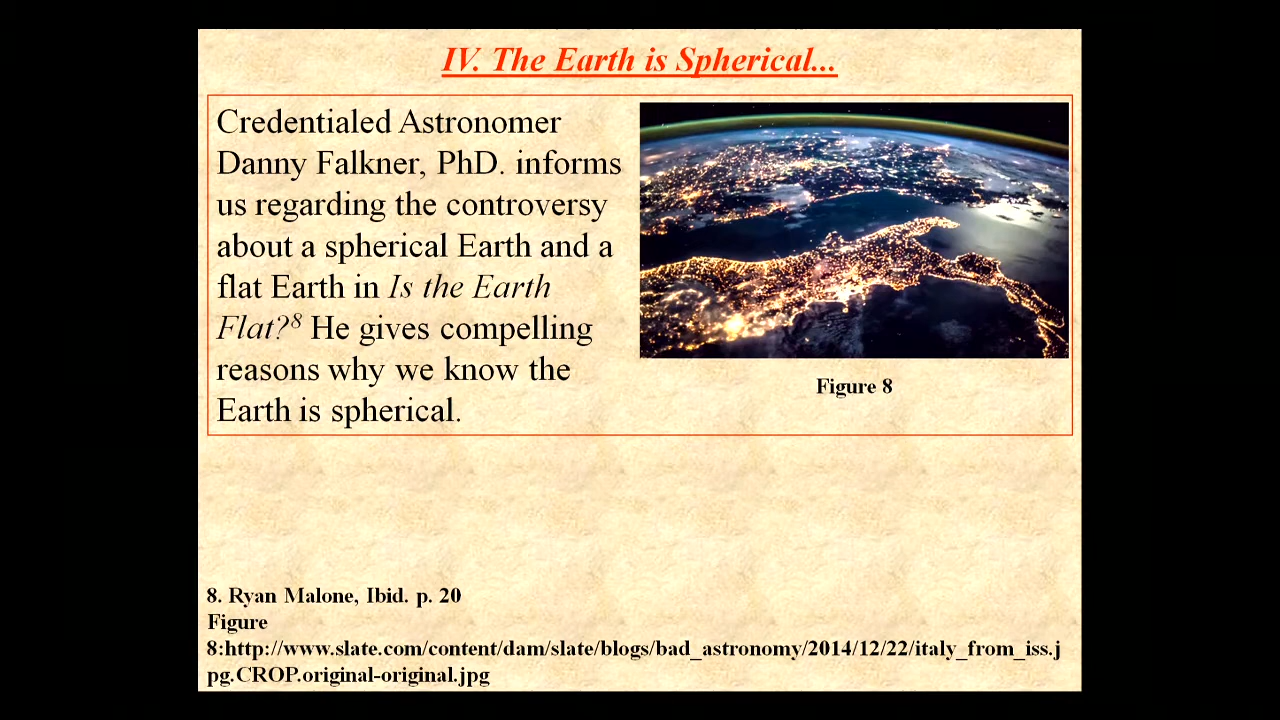 IV. The Earth is Spherical...
Credentialed Astronomer
Danny Falkner, PhD. informs
us regarding the controversy
about a spherical Earth and a
flat Earth in Is the Earth
Flat?⁸ He gives compelling
reasons why we know the
Earth is spherical.
Figure 8
8. Ryan Malone, Ibid. p. 20
Figure
8:http://www.slate.com/content/dam/slate/blogs/bad_astronomy/2014/12/22/italy_from_iss.j
pg.CROP.original-original.jpg